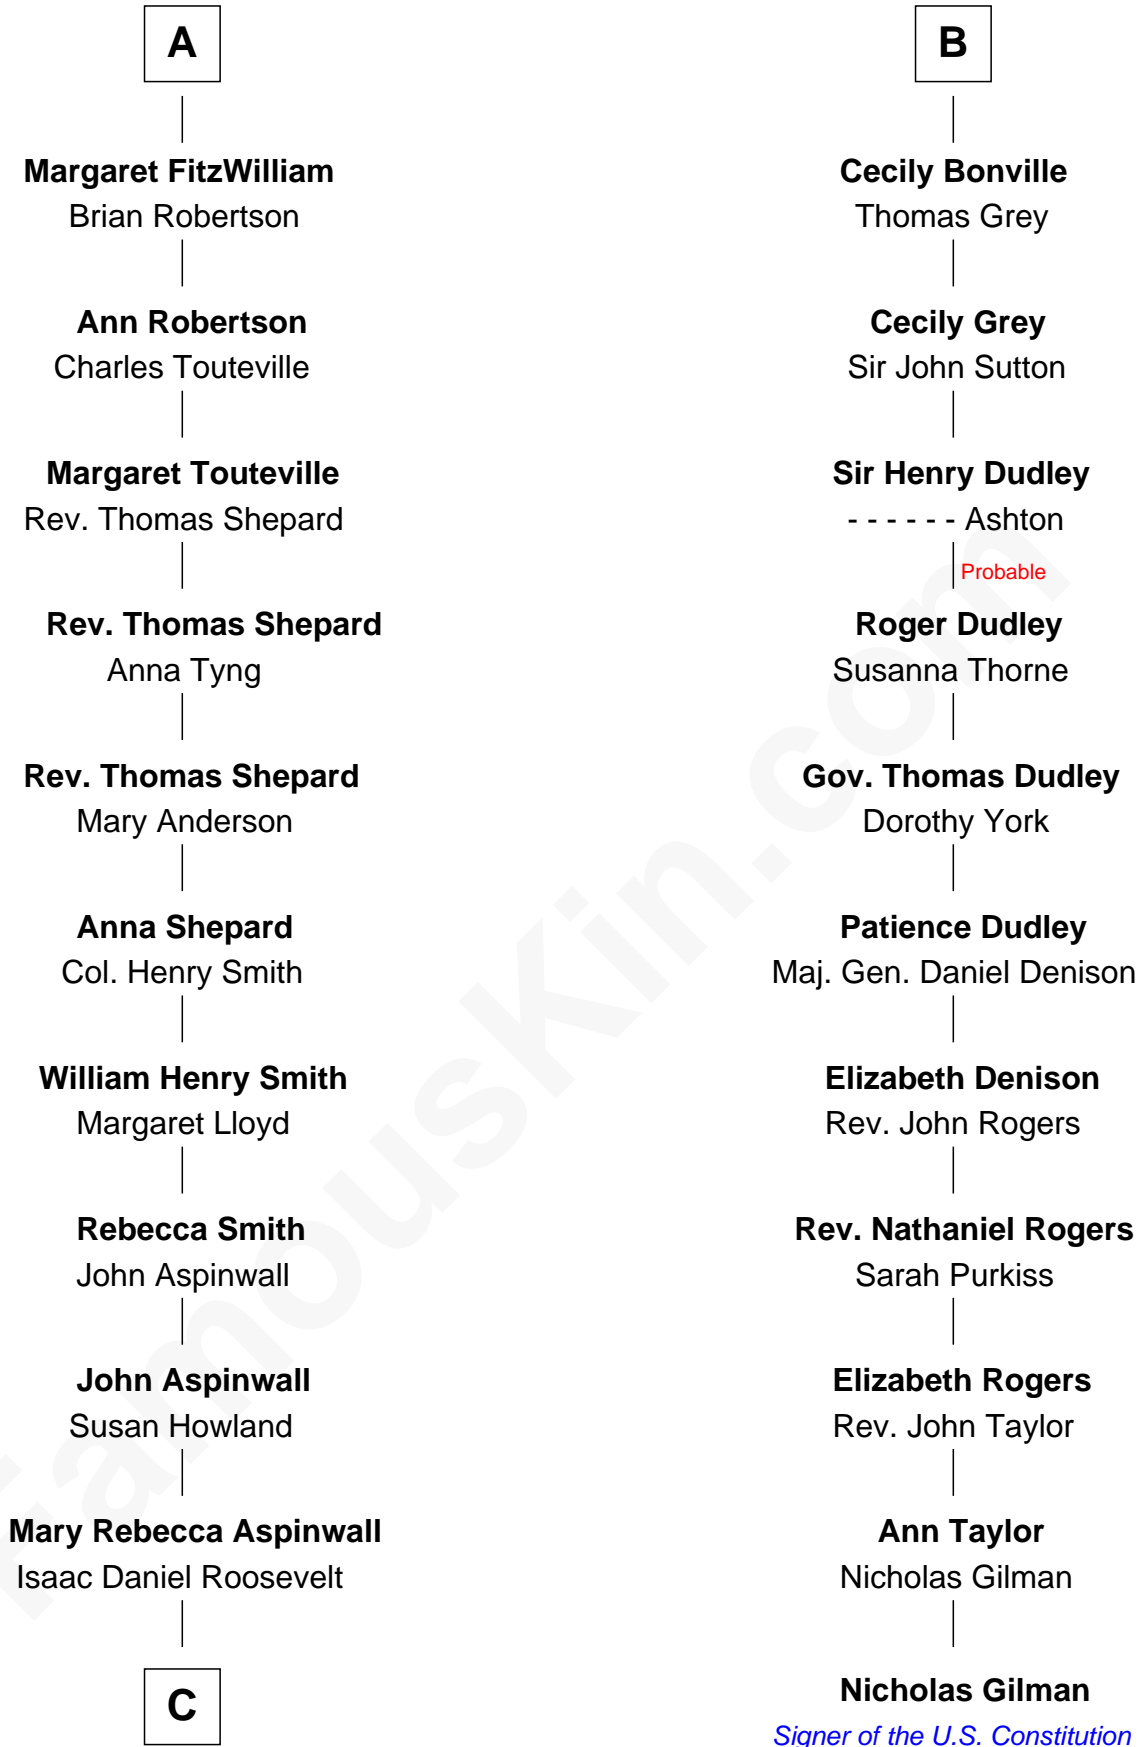 A
Margaret FitzWilliam
Brian Robertson
Ann Robertson
Charles Touteville
Margaret Touteville
Rev. Thomas Shepard
Rev. Thomas Shepard
Anna Tyng
Rev. Thomas Shepard
Mary Anderson
Anna Shepard
Col. Henry Smith
William Henry Smith
Margaret Lloyd
Rebecca Smith
John Aspinwall
John Aspinwall
Susan Howland
Mary Rebecca Aspinwall
Isaac Daniel Roosevelt
C
B
Cecily Bonville
Thomas Grey
Cecily Grey
Sir John Sutton
Sir Henry Dudley
- - - - - - Ashton
Probable
Roger Dudley
Susanna Thorne
Gov. Thomas Dudley
Dorothy York
Patience Dudley
Maj. Gen. Daniel Denison
Elizabeth Denison
Rev. John Rogers
Rev. Nathaniel Rogers
Sarah Purkiss
Elizabeth Rogers
Rev. John Taylor
Ann Taylor
Nicholas Gilman
Nicholas Gilman
Signer of the U.S. Constitution
FamousKin.com